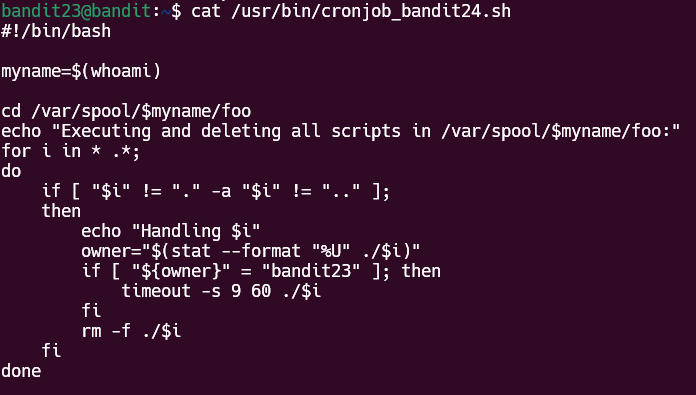 bandit23@bandit:~$ cat /usr/bin/cronjob_bandit24.sh
#!/bin/bash

myname=$(whoami)

cd /var/spool/$myname/foo
echo "Executing and deleting all scripts in /var/spool/$myname/foo:"
for i in * .*;
do
    if [ "$i" != "." -a "$i" != ".." ];
    then
        echo "Handling $i"
        owner="$(stat --format "%U" ./$i)"
        if [ "${owner}" = "bandit23" ]; then
            timeout -s 9 60 ./$i
        fi
        rm -f ./$i
    fi
done